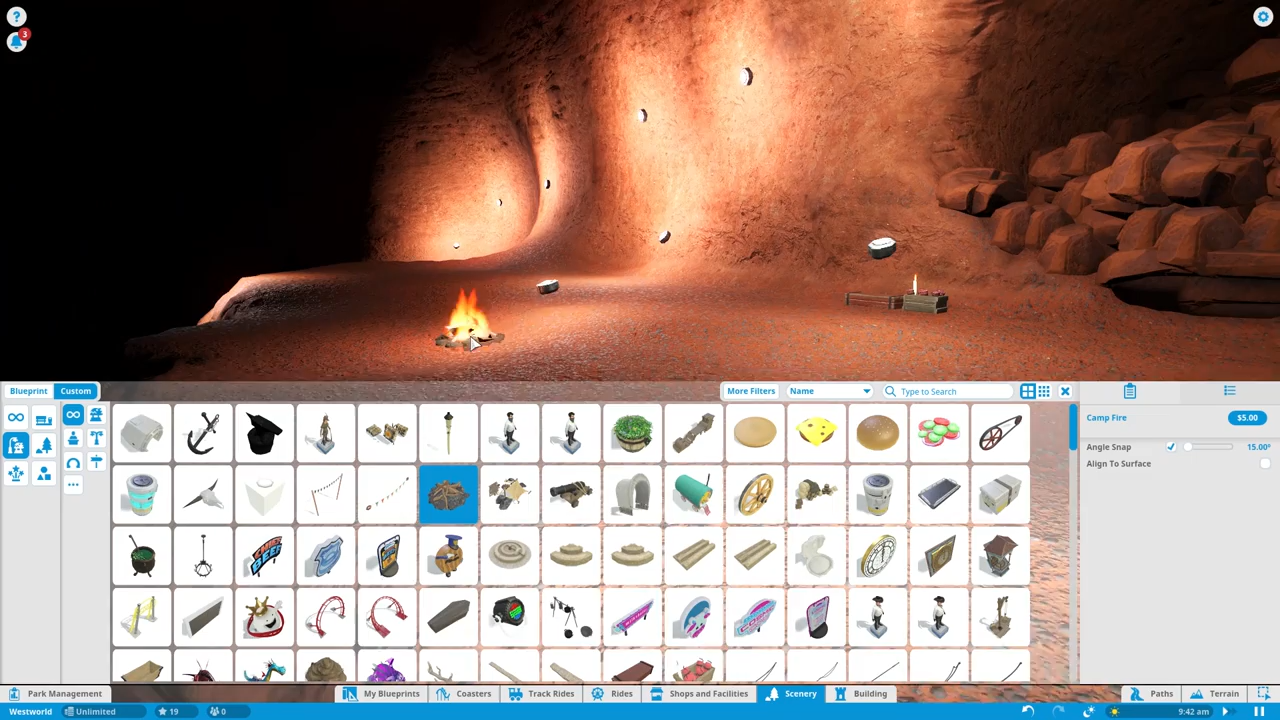 ?
3
Blueprint
Custom
More Filters
Name
Type to Search
Camp Fire
$5.00
Angle Snap
15.00°
Align To Surface
Park Management
My Blueprints
Coasters
Track Rides
Rides
Shops and Facilities
Scenery
Building
Paths
Terrain
Westworld
Unlimited
19
0
9:42 am